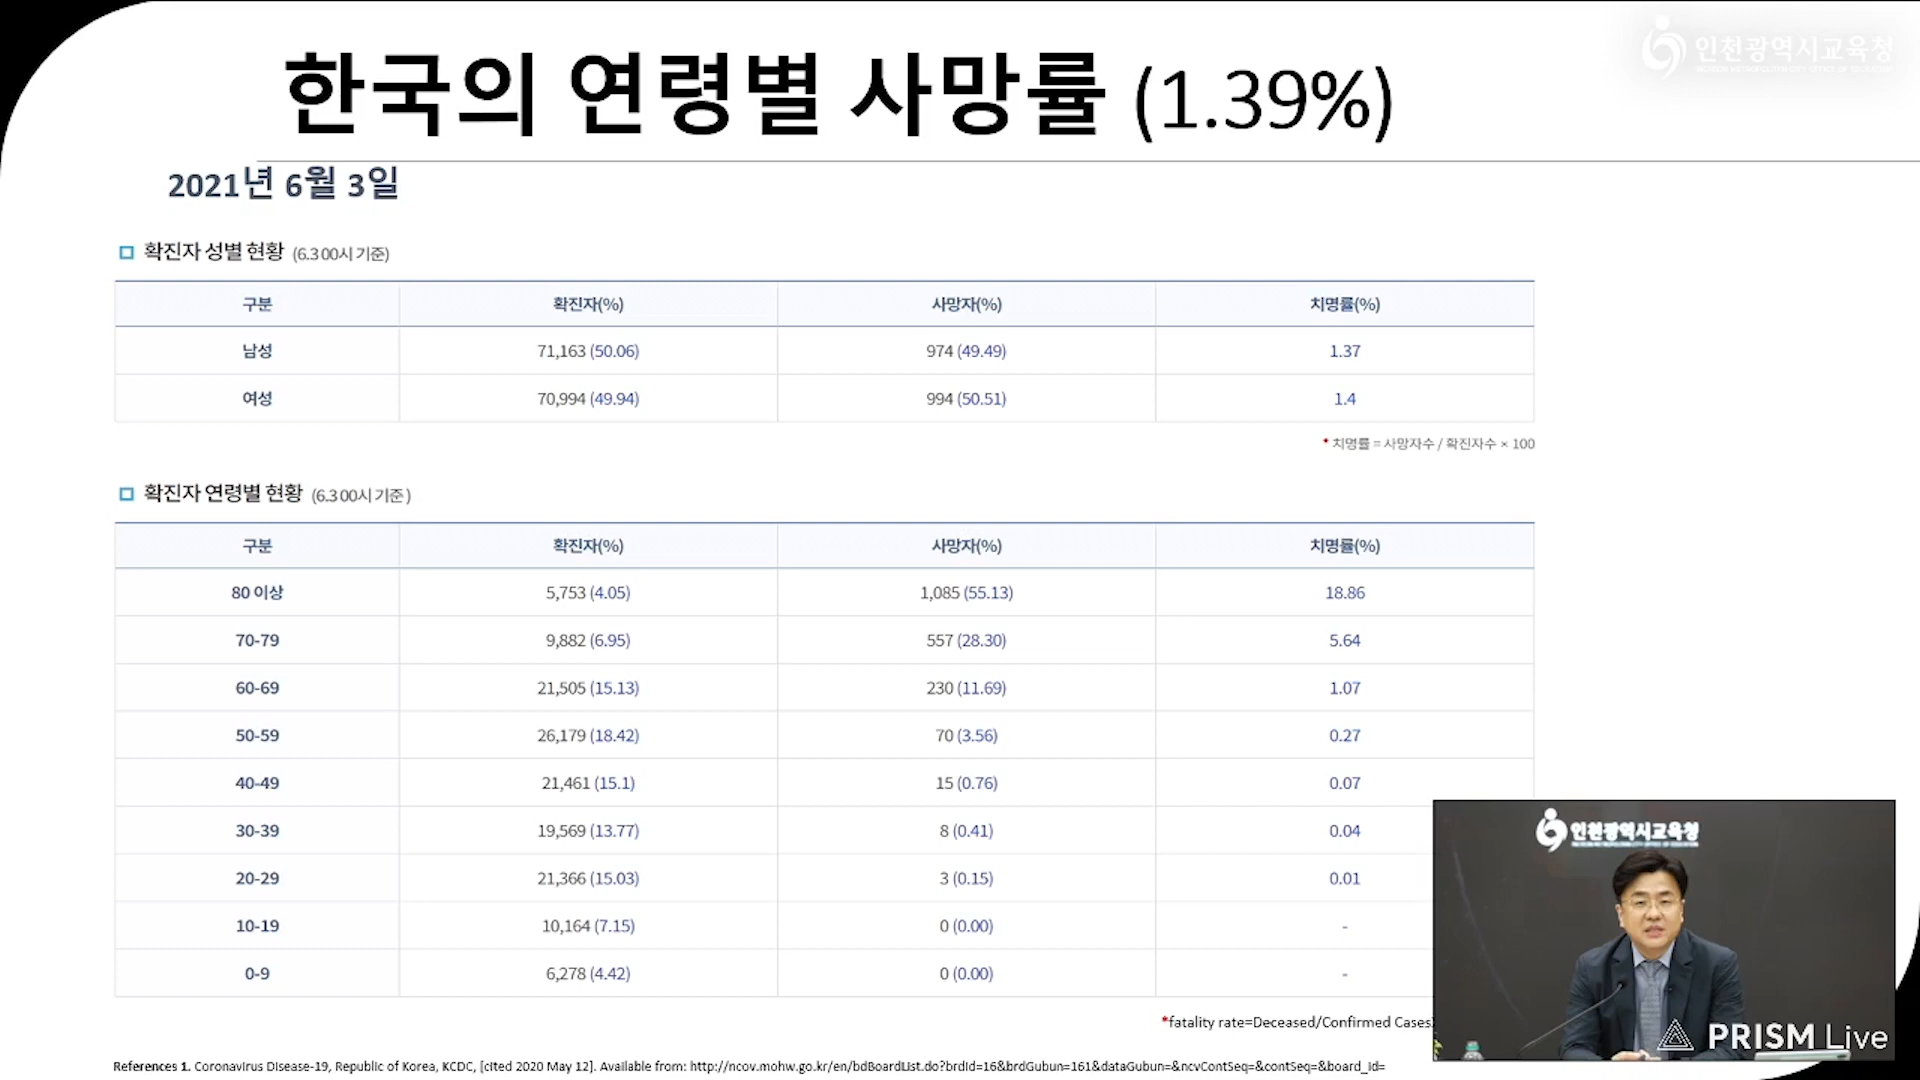 인천광역시교육청
한국의 연령별 사망률 (1.39%)
2021년 6월 3일
확진자 성별 현황 (6.3 00시 기준)
구분 확진자(%) 사망자(%) 치명률(%)
남성 71,163 (50.06) 974 (49.49) 1.37
여성 70,994 (49.94) 994 (50.51) 1.4
* 치명률 = 사망자수 / 확진자수 × 100
확진자 연령별 현황 (6.3 00시 기준)
구분 확진자(%) 사망자(%) 치명률(%)
80 이상 5,753 (4.05) 1,085 (55.13) 18.86
70-79 9,882 (6.95) 557 (28.30) 5.64
60-69 21,505 (15.13) 230 (11.69) 1.07
50-59 26,179 (18.42) 70 (3.56) 0.27
40-49 21,461 (15.1) 15 (0.76) 0.07
30-39 19,569 (13.77) 8 (0.41) 0.04
20-29 21,366 (15.03) 3 (0.15) 0.01
10-19 10,164 (7.15) 0 (0.00) -
0-9 6,278 (4.42) 0 (0.00) -
*fatality rate=Deceased/Confirmed Cases
인천광역시교육청
PRISM Live
References 1. Coronavirus Disease-19, Republic of Korea, KCDC, [cited 2020 May 12]. Available from: http://ncov.mohw.go.kr/en/bdBoardList.do?brdId=16&brdGubun=161&dataGubun=&ncvContSeq=&contSeq=&board_id=